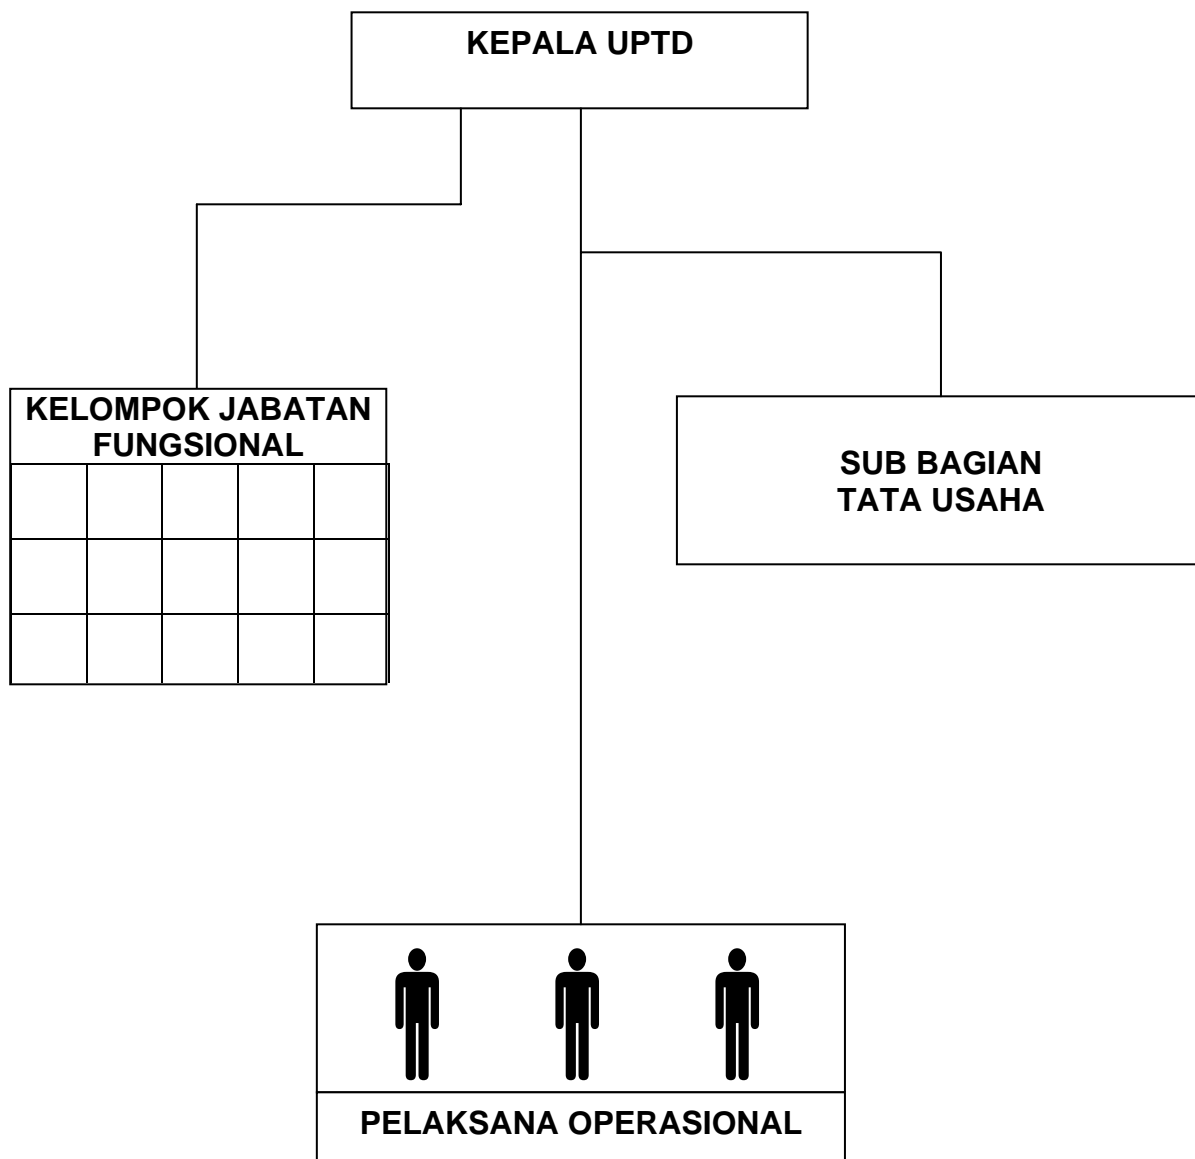 KEPALA UPTD
KELOMPOK JABATAN
FUNGSIONAL
SUB BAGIAN
TATA USAHA
PELAKSANA OPERASIONAL